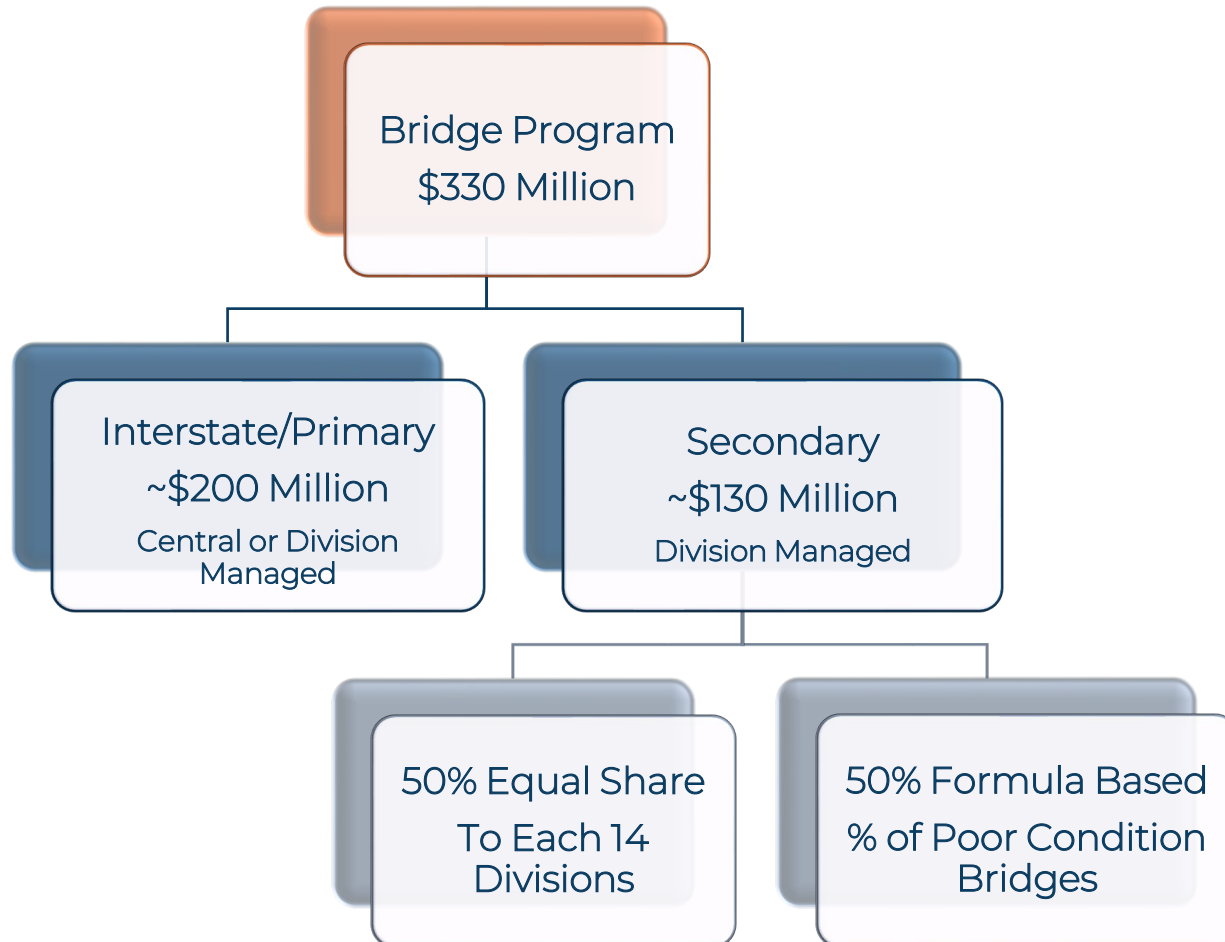 Bridge Program
$330 Million
Interstate/Primary
~$200 Million
Central or Division
Managed
Secondary
~$130 Million
Division Managed
50% Equal Share
To Each 14
Divisions
50% Formula Based
% of Poor Condition
Bridges